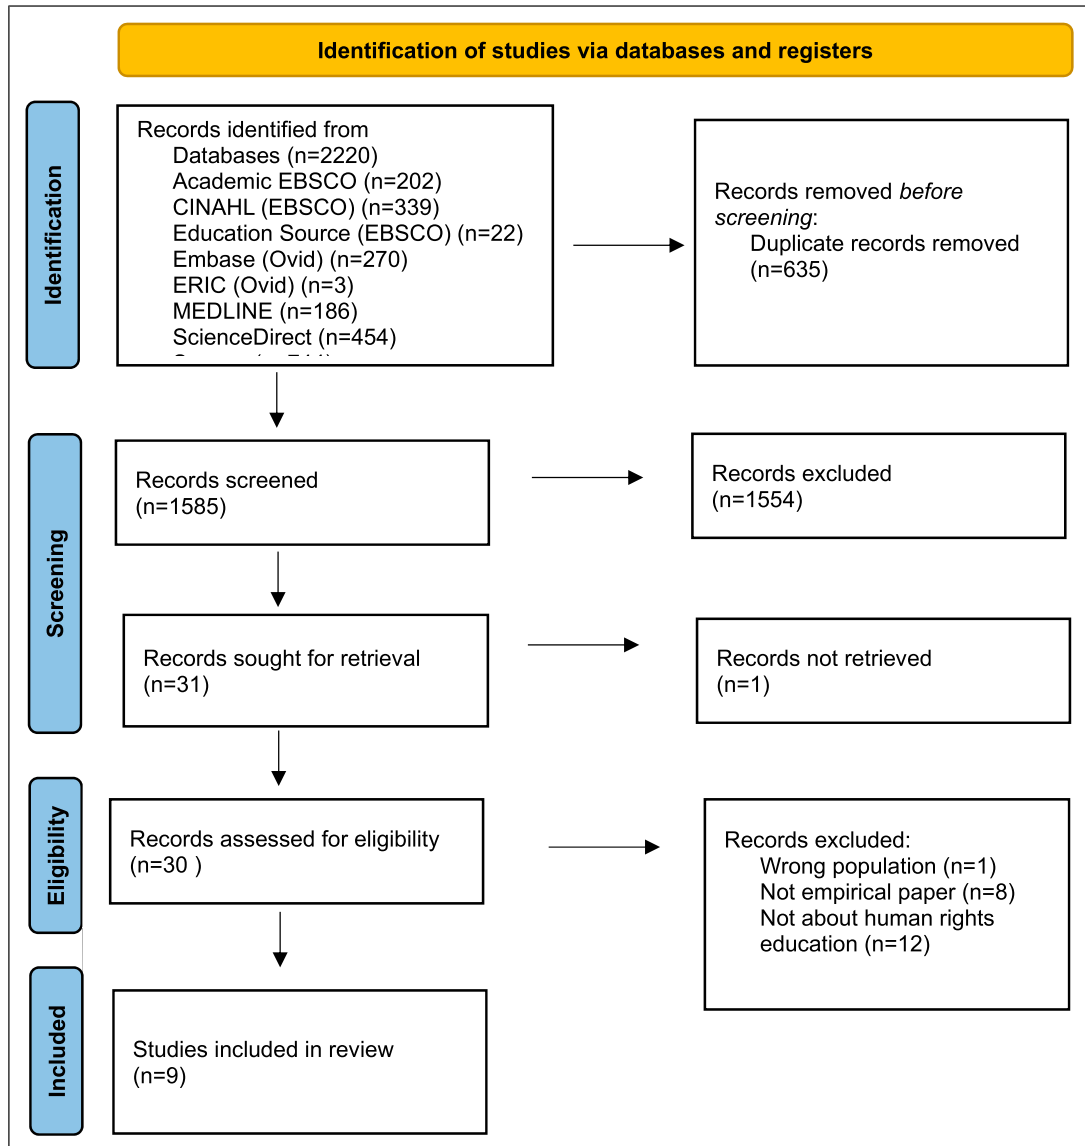 Identification of studies via databases and registers
Identification
Records identified from
Databases (n=2220)
Academic EBSCO (n=202)
CINAHL (EBSCO) (n=339)
Education Source (EBSCO) (n=22)
Embase (Ovid) (n=270)
ERIC (Ovid) (n=3)
MEDLINE (n=186)
ScienceDirect (n=454)
Records removed before
screening:
Duplicate records removed
(n=635)
Screening
Records screened
(n=1585)
Records excluded
(n=1554)
Records sought for retrieval
(n=31)
Records not retrieved
(n=1)
Eligibility
Records assessed for eligibility
(n=30 )
Records excluded:
Wrong population (n=1)
Not empirical paper (n=8)
Not about human rights
education (n=12)
Included
Studies included in review
(n=9)